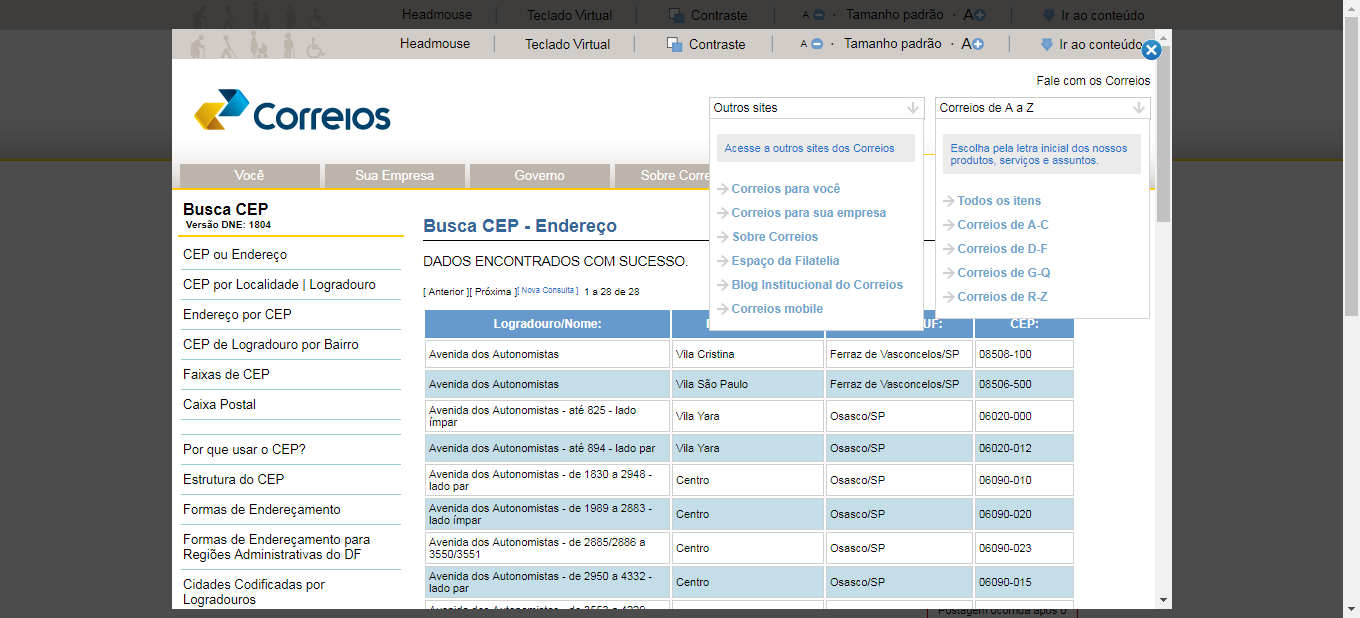 Headmouse
Teclado Virtual
Contraste
A
Tamanho padrão
A
Ir ao conteúdo
Headmouse
Teclado Virtual
Contraste
A
Tamanho padrão
A
Ir ao conteúdo
Fale com os Correios
Correios
Outros sites
Correios de A a Z
Acesse a outros sites dos Correios
Correios para você
Correios para sua empresa
Sobre Correios
Espaço da Filatelia
Blog Institucional do Correios
Correios mobile
Escolha pela letra inicial dos nossos
produtos, serviços e assuntos.
Todos os itens
Correios de A-C
Correios de D-F
Correios de G-Q
Correios de R-Z
Você
Sua Empresa
Governo
Sobre
Busca CEP
Versão DNE: 1804
CEP ou Endereço
CEP por Localidade | Logradouro
Endereço por CEP
CEP de Logradouro por Bairro
Faixas de CEP
Caixa Postal
Por que usar o CEP?
Estrutura do CEP
Formas de Endereçamento
Formas de Endereçamento para
Regiões Administrativas do DF
Cidades Codificadas por
Logradouros
Busca CEP - Endereço
DADOS ENCONTRADOS COM SUCESSO.
[ Anterior ][ Próxima ][ Nova Consulta ] 1 a 28 de 28
Logradouro/Nome: UF: CEP:
Avenida dos Autonomistas Vila Cristina Ferraz de Vasconcelos/SP 08508-100
Avenida dos Autonomistas Vila São Paulo Ferraz de Vasconcelos/SP 08506-500
Avenida dos Autonomistas - até 825 - lado
ímpar Vila Yara Osasco/SP 06020-000
Avenida dos Autonomistas - até 894 - lado par Vila Yara Osasco/SP 06020-012
Avenida dos Autonomistas - de 1830 a 2948 -
lado par Centro Osasco/SP 06090-010
Avenida dos Autonomistas - de 1989 a 2883 -
lado ímpar Centro Osasco/SP 06090-020
Avenida dos Autonomistas - de 2885/2886 a
3550/3551 Centro Osasco/SP 06090-023
Avenida dos Autonomistas - de 2950 a 4332 -
lado par Centro Osasco/SP 06090-015